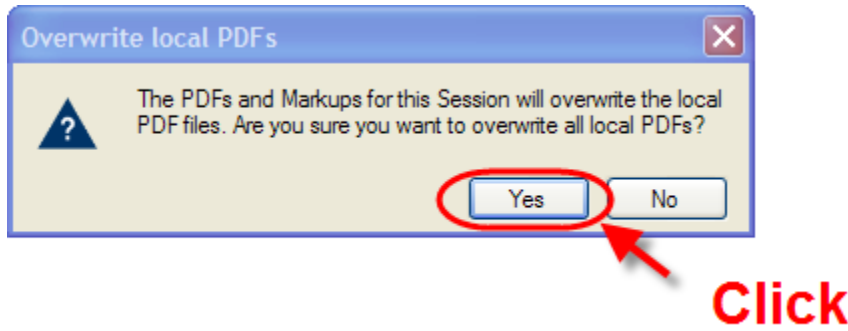 Overwrite local PDFs
The PDFs and Markups for this Session will overwrite the local
PDF files. Are you sure you want to overwrite all local PDFs?
?
Yes
No
Click